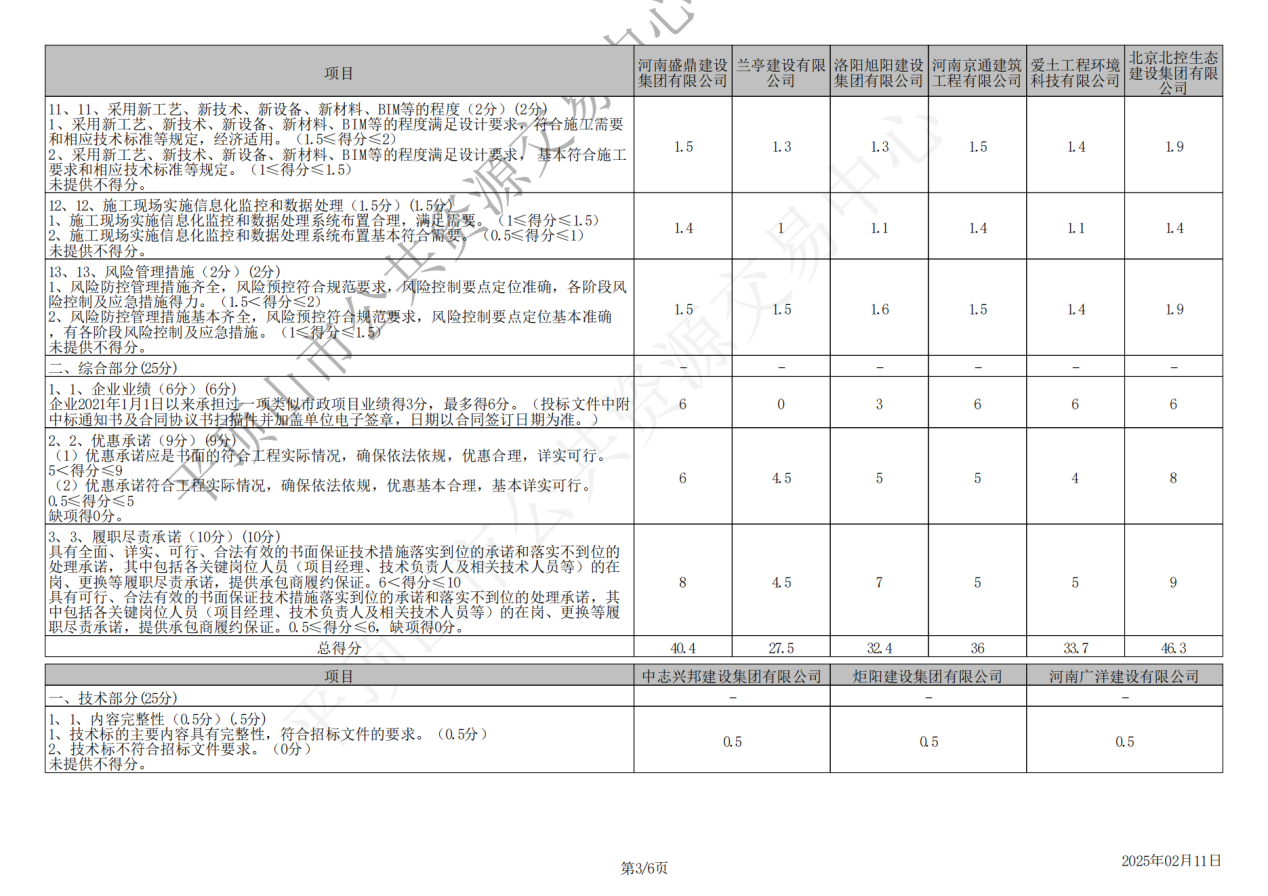 项目
河南盛鼎建设
集团有限公司
兰亭建设有限
公司
洛阳旭阳建设
集团有限公司
河南京通建筑
工程有限公司
爱土工程环境
科技有限公司
北京北控生态
建设集团有限
公司
11、11、采用新工艺、新技术、新设备、新材料、BIM等的程度（2分）(2分)
1、采用新工艺、新技术、新设备、新材料、BIM等的程度满足设计要求，符合施工需要
和相应技术标准等规定，经济适用。（1.5≤得分≤2）
2、采用新工艺、新技术、新设备、新材料、BIM等的程度满足设计要求， 基本符合施工
要求和相应技术标准等规定。（1≤得分≤1.5）
未提供不得分。
1.5
1.3
1.3
1.5
1.4
1.9
12、12、施工现场实施信息化监控和数据处理（1.5分）(1.5分)
1、施工现场实施信息化监控和数据处理系统布置合理，满足需要。（1≤得分≤1.5）
2、施工现场实施信息化监控和数据处理系统布置基本符合需要。（0.5≤得分≤1）
未提供不得分。
1.4
1
1.1
1.4
1.1
1.4
13、13、风险管理措施（2分）(2分)
1、风险防控管理措施齐全，风险预控符合规范要求，风险控制要点定位准确，各阶段风
险控制及应急措施得力。（1.5<得分≤2）
2、风险防控管理措施基本齐全，风险预控符合规范要求，风险控制要点定位基本准确
，有各阶段风险控制及应急措施。（1≤得分≤1.5）
未提供不得分。
1.5
1.5
1.6
1.5
1.4
1.9
二、综合部分(25分)
－
－
－
－
－
－
1、1、企业业绩（6分）(6分)
企业2021年1月1日以来承担过一项类似市政项目业绩得3分，最多得6分。（投标文件中附
中标通知书及合同协议书扫描件并加盖单位电子签章，日期以合同签订日期为准。）
6
0
3
6
6
6
2、2、优惠承诺（9分）(9分)
（1）优惠承诺应是书面的符合工程实际情况，确保依法依规，优惠合理，详实可行。
5<得分≤9
（2）优惠承诺符合工程实际情况，确保依法依规，优惠基本合理，基本详实可行。
0.5≤得分≤5
缺项得0分。
6
4.5
5
5
4
8
3、3、履职尽责承诺（10分）(10分)
具有全面、详实、可行、合法有效的书面保证技术措施落实到位的承诺和落实不到位的
处理承诺，其中包括各关键岗位人员（项目经理、技术负责人及相关技术人员等）的在
岗、更换等履职尽责承诺，提供承包商履约保证。6<得分≤10
具有可行、合法有效的书面保证技术措施落实到位的承诺和落实不到位的处理承诺，其
中包括各关键岗位人员（项目经理、技术负责人及相关技术人员等）的在岗、更换等履
职尽责承诺，提供承包商履约保证。0.5≤得分≤6，缺项得0分。
8
4.5
7
5
5
9
总得分
40.4
27.5
32.4
36
33.7
46.3
项目
中志兴邦建设集团有限公司
炬阳建设集团有限公司
河南广洋建设有限公司
一、技术部分(25分)
－
－
－
1、1、内容完整性（0.5分）(.5分)
1、技术标的主要内容具有完整性，符合招标文件的要求。（0.5分）
2、技术标不符合招标文件要求。（0分）
未提供不得分。
0.5
0.5
0.5
平顶山市公共资源交易中心
平顶山市公共资源交易中心
第3/6页
2025年02月11日